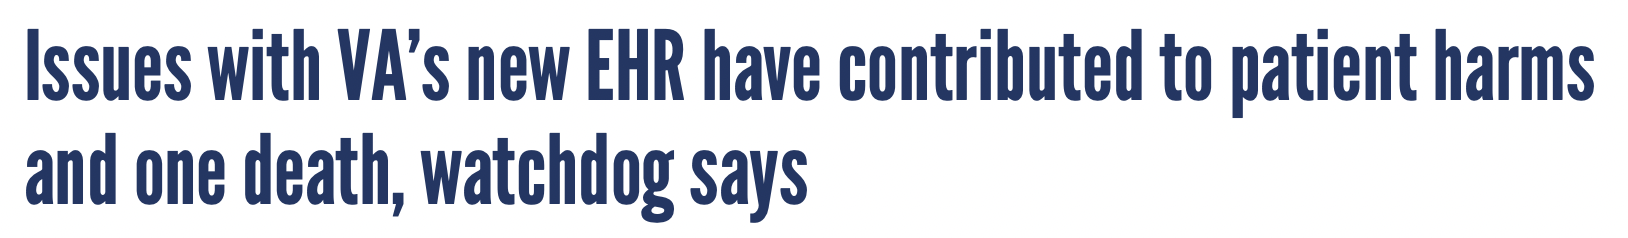 Issues with VA’s new EHR have contributed to patient harms
and one death, watchdog says